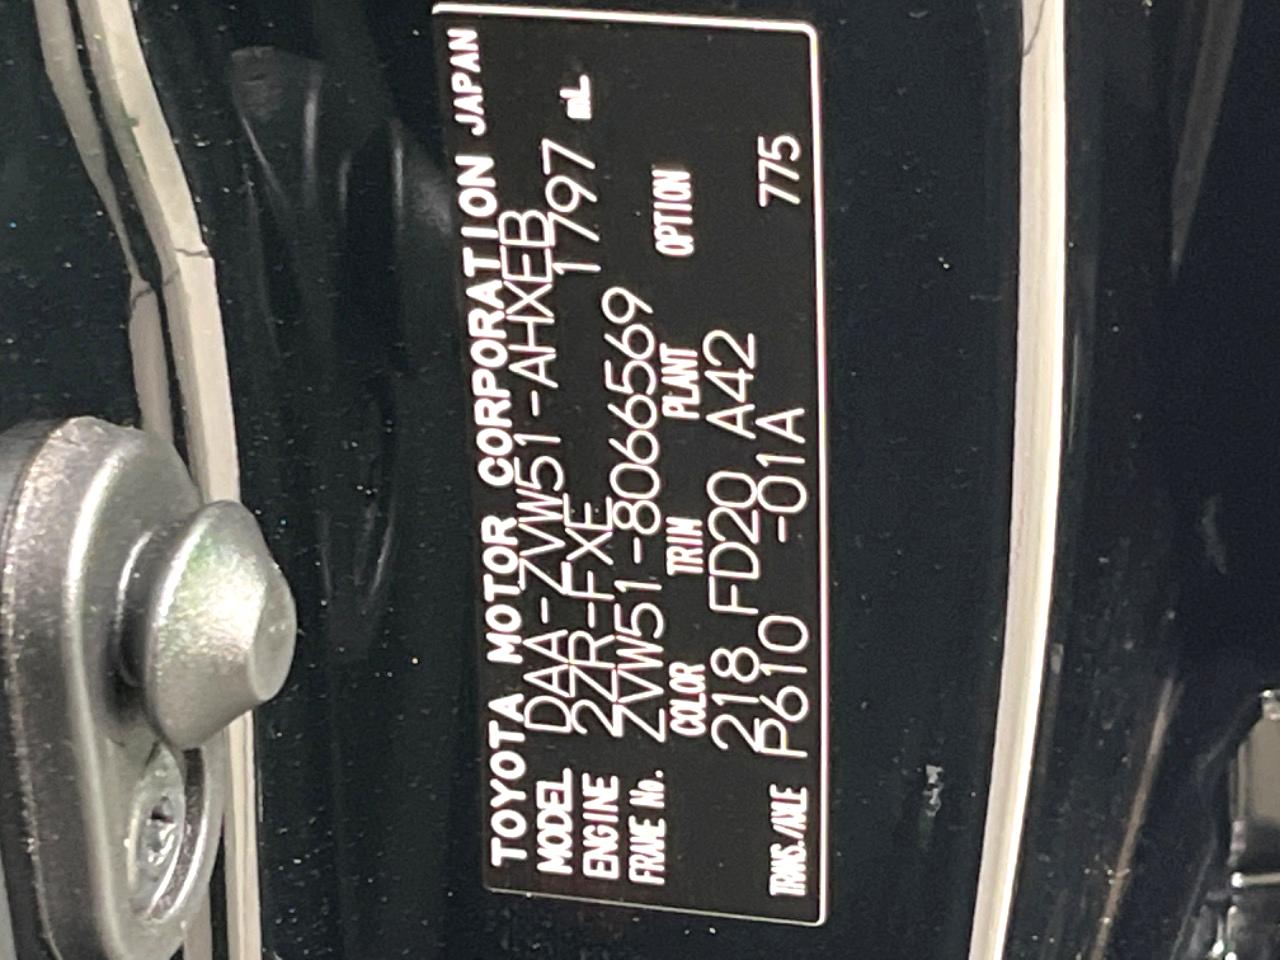 TOYOTA MOTOR CORPORATION JAPAN
MODEL DAA-ZVW51-AHXEB
ENGINE 2ZR-FXE 1797 mL
FRAME No. ZVW51-8066569
COLOR TRIM PLANT OPTION
218 FD20 A42
TRANS./AXLE P610 -01A 775